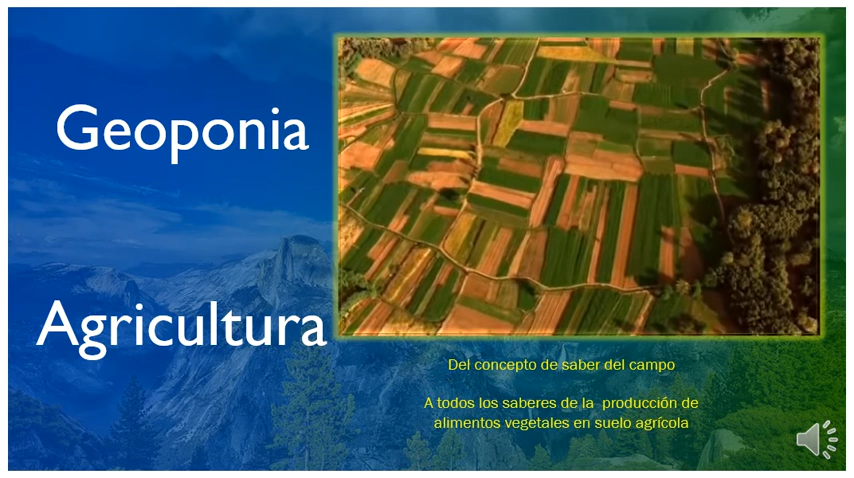 Geoponia
Agricultura
Del concepto de saber del campo
A todos los saberes de la  producción de
alimentos vegetales en suelo agrícola